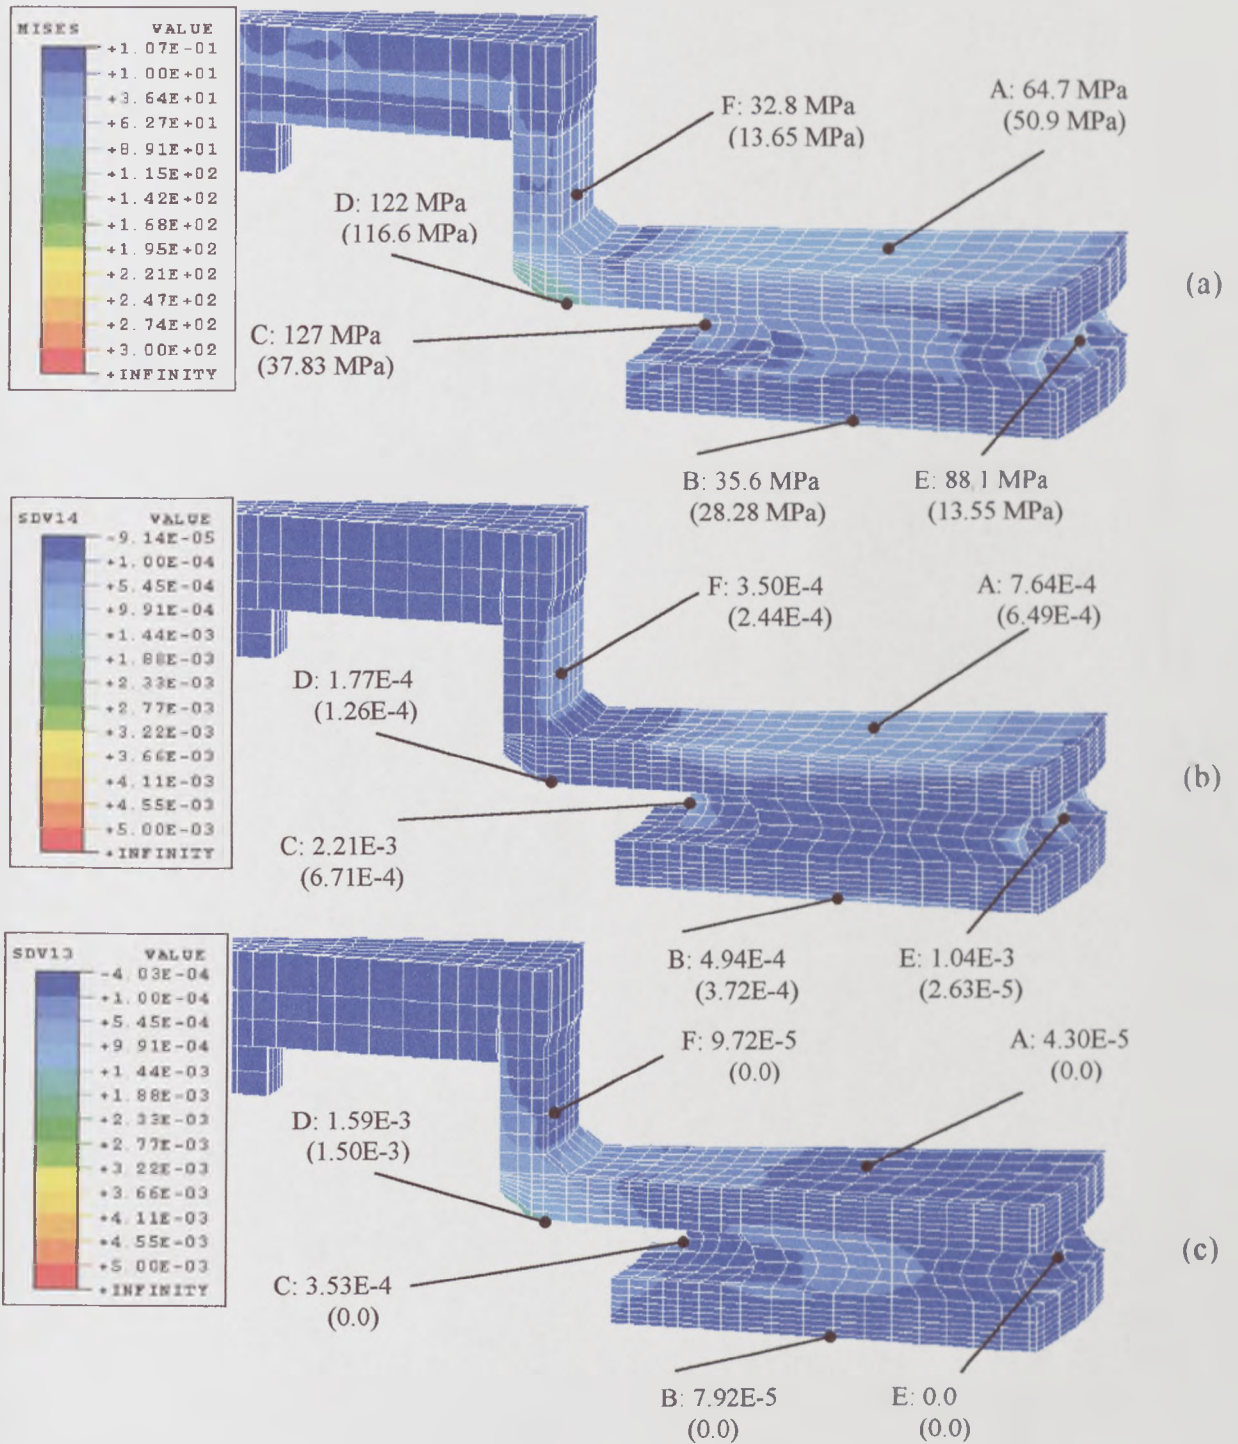 MISES VALUE
+1.07E-01
+1.00E+01
+3.64E+01
+6.27E+01
+8.91E+01
+1.15E+02
+1.42E+02
+1.68E+02
+1.95E+02
+2.21E+02
+2.47E+02
+2.74E+02
+3.00E+02
+INFINITY
F: 32.8 MPa
(13.65 MPa)
A: 64.7 MPa
(50.9 MPa)
D: 122 MPa
(116.6 MPa)
C: 127 MPa
(37.83 MPa)
B: 35.6 MPa
(28.28 MPa)
E: 88.1 MPa
(13.55 MPa)
(a)
SDV14 VALUE
-9.14E-05
+1.00E-04
+5.45E-04
+9.91E-04
+1.44E-03
+1.88E-03
+2.33E-03
+2.77E-03
+3.22E-03
+3.66E-03
+4.11E-03
+4.55E-03
+5.00E-03
+INFINITY
F: 3.50E-4
(2.44E-4)
A: 7.64E-4
(6.49E-4)
D: 1.77E-4
(1.26E-4)
C: 2.21E-3
(6.71E-4)
B: 4.94E-4
(3.72E-4)
E: 1.04E-3
(2.63E-5)
(b)
SDV13 VALUE
-4.03E-04
+1.00E-04
+5.45E-04
+9.91E-04
+1.44E-03
+1.88E-03
+2.33E-03
+2.77E-03
+3.22E-03
+3.66E-03
+4.11E-03
+4.55E-03
+5.00E-03
+INFINITY
F: 9.72E-5
(0.0)
A: 4.30E-5
(0.0)
D: 1.59E-3
(1.50E-3)
C: 3.53E-4
(0.0)
B: 7.92E-5
(0.0)
E: 0.0
(0.0)
(c)